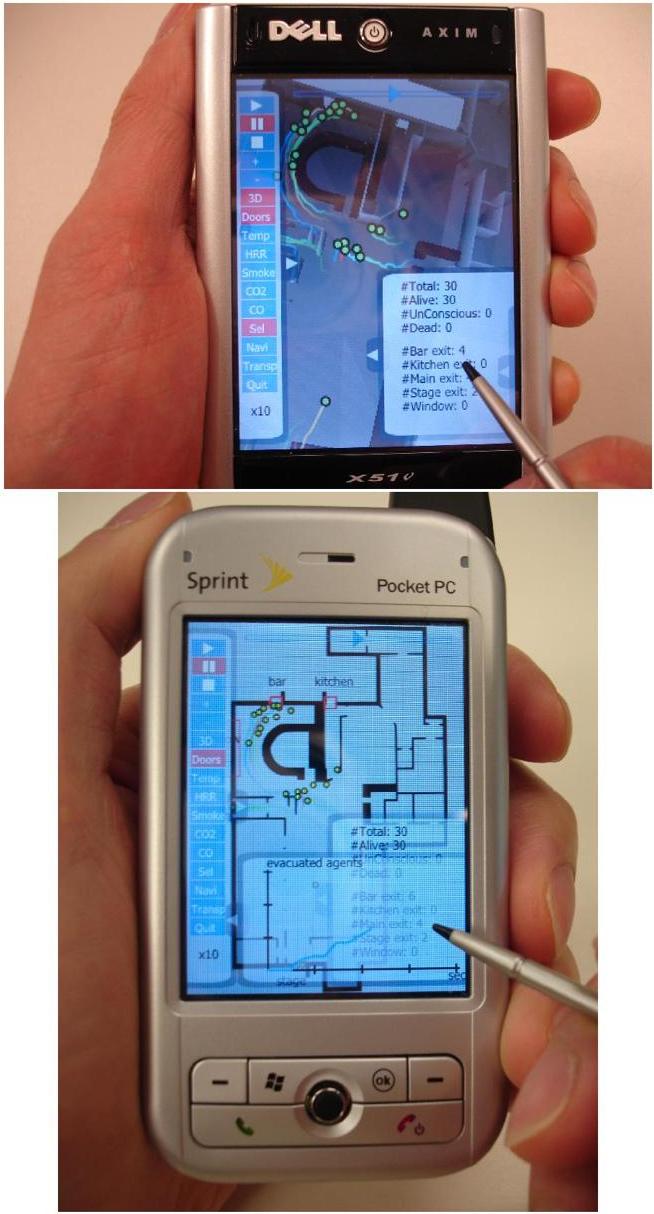 DELL AXIM
3D
Doors
Temp
HRR
Smoke
CO2
CO
Sel
Navi
Transp
Quit
x10
#Total: 30
#Alive: 30
#UnConscious: 0
#Dead: 0
#Bar exit: 4
#Kitchen exit: 0
#Main exit:
#Stage exit: 2
#Window: 0
X51v
Sprint Pocket PC
bar kitchen
3D
Doors
Temp
HRR
Smoke
CO2
CO
Sel
Navi
Transp
Quit
x10
#Total: 30
#Alive: 30
#UnConscious: 0
evacuated agents
#Dead: 0
#Bar exit: 6
#Kitchen exit: 0
#Main exit: 4
#Stage exit: 2
#Window: 0
sec
stage
ok